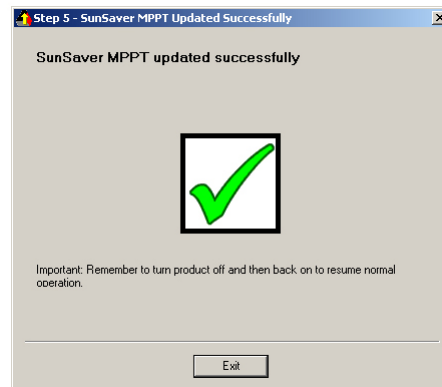 Step 5 - SunSaver MPPT Updated Successfully
SunSaver MPPT updated successfully
Important: Remember to turn product off and then back on to resume normal
operation.
Exit